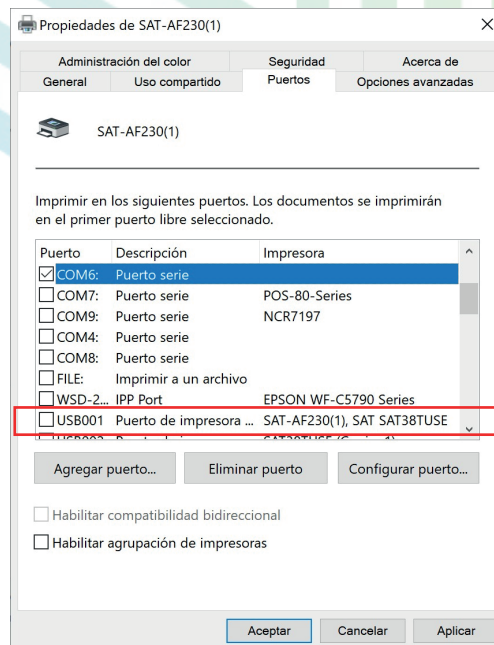 Propiedades de SAT-AF230(1)
Administración del color Seguridad Acerca de
General Uso compartido Puertos Opciones avanzadas
SAT-AF230(1)
Imprimir en los siguientes puertos. Los documentos se imprimirán
en el primer puerto libre seleccionado.
Puerto Descripción Impresora
COM6: Puerto serie
COM7: Puerto serie POS-80-Series
COM9: Puerto serie NCR7197
COM4: Puerto serie
COM8: Puerto serie
FILE: Imprimir a un archivo
WSD-2... IPP Port EPSON WF-C5790 Series
USB001 Puerto de impresora ... SAT-AF230(1), SAT SAT38TUSE
Agregar puerto... Eliminar puerto Configurar puerto...
Habilitar compatibilidad bidireccional
Habilitar agrupación de impresoras
Aceptar Cancelar Aplicar